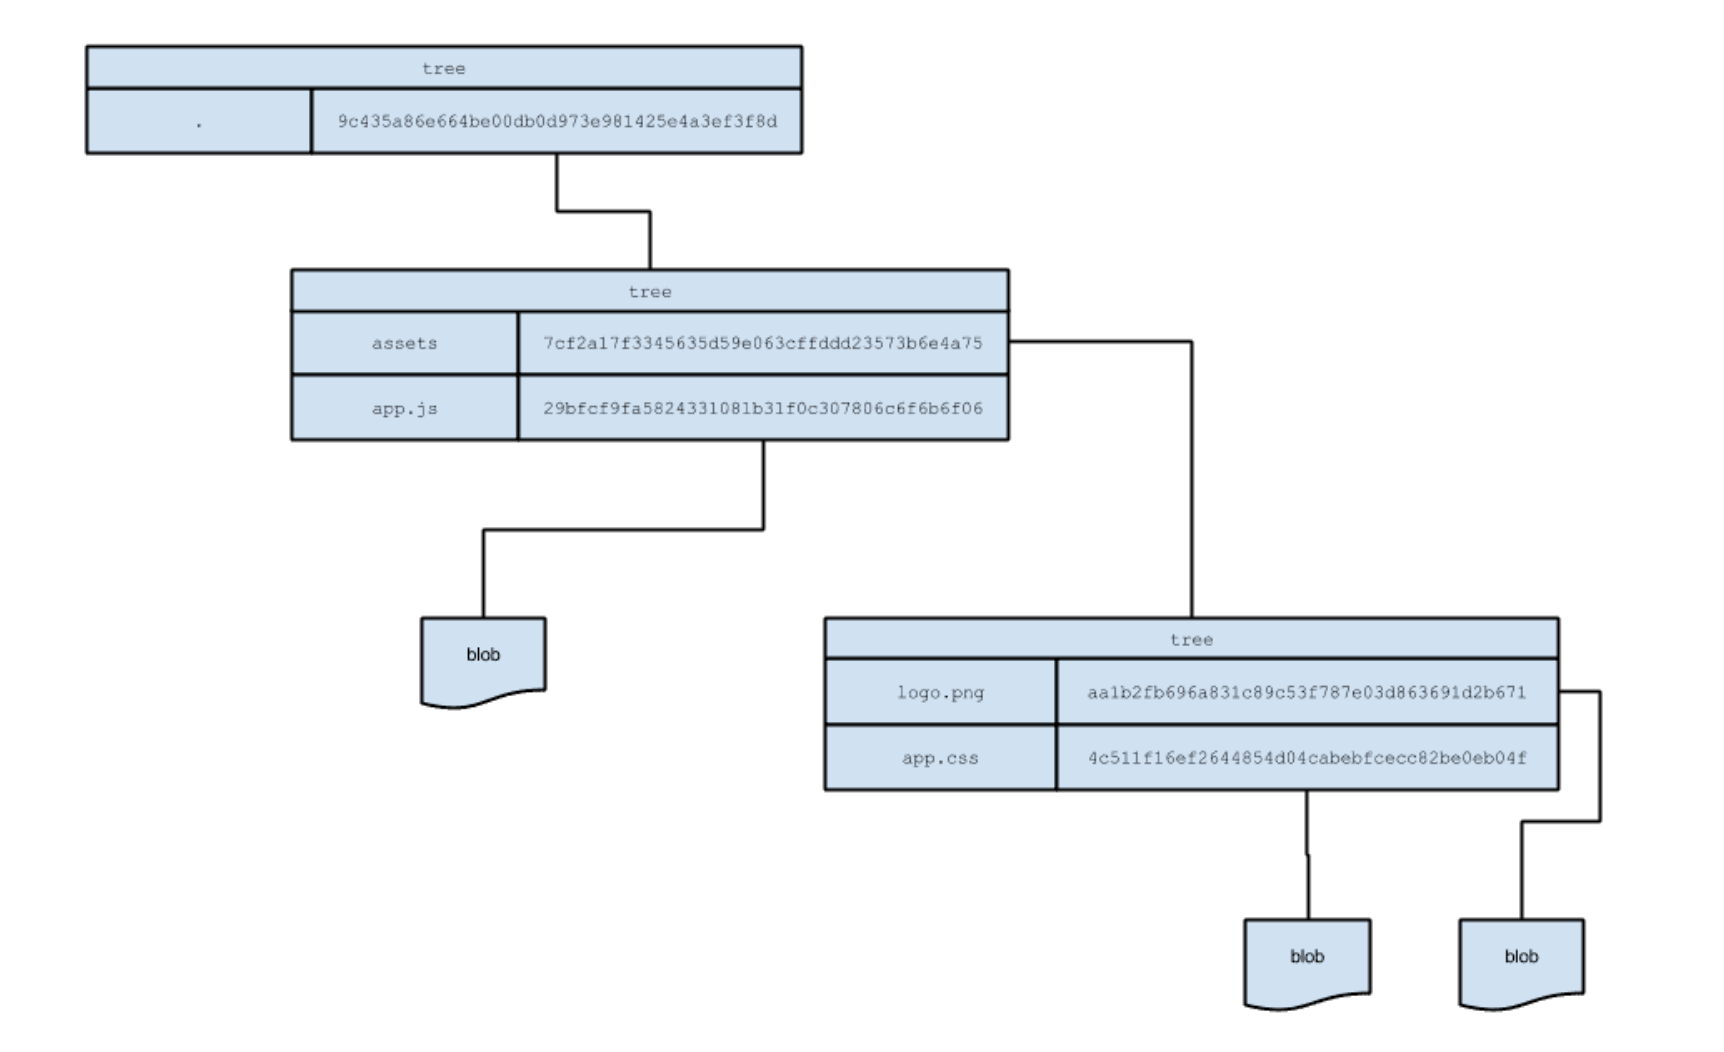 tree
. 9c435a86e664be00db0d973e981425e4a3ef3f8d
tree
assets 7cf2a17f3345635d59e063cffddd23573b6e4a75
app.js 29bfcf9fa5824331081b31f0c307806c6f6b6f06
blob
tree
logo.png aa1b2fb696a831c89c53f787e03d863691d2b671
app.css 4c511f16ef2644854d04cabebfcecc82be0eb04f
blob blob